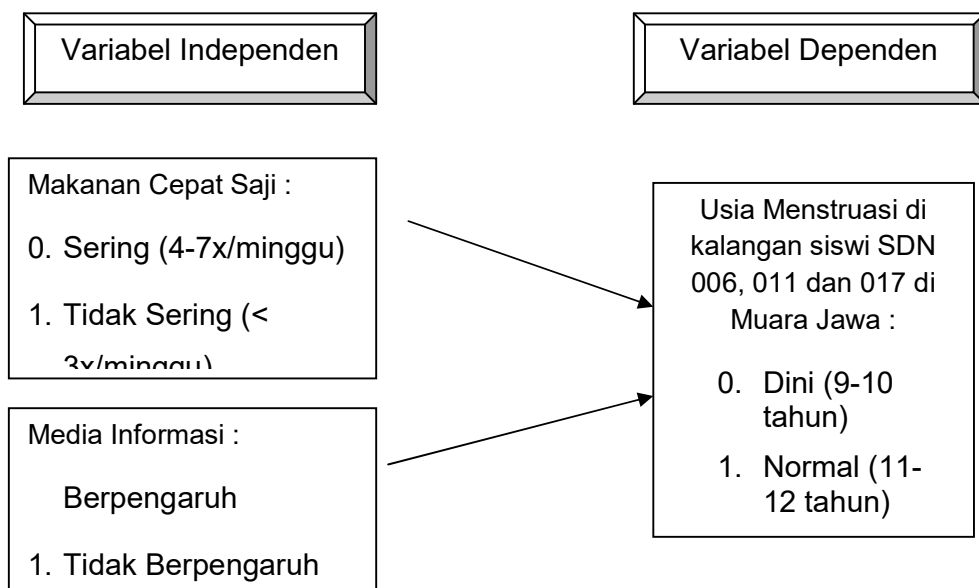 Variabel Independen
Variabel Dependen
Makanan Cepat Saji :
0. Sering (4-7x/minggu)
1. Tidak Sering (<
3x/minggu)
Media Informasi :
Berpengaruh
1. Tidak Berpengaruh
Usia Menstruasi di
kalangan siswi SDN
006, 011 dan 017 di
Muara Jawa :
0. Dini (9-10
tahun)
1. Normal (11-
12 tahun)